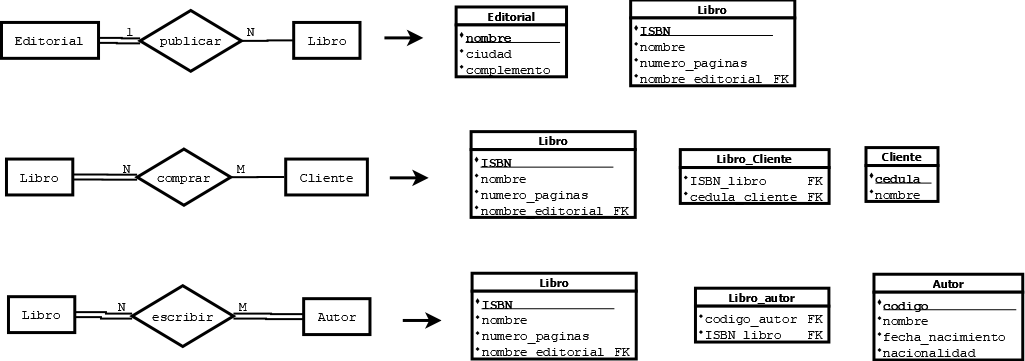 Editorial 1 publicar N Libro
Editorial
nombre
ciudad
complemento
Libro
ISBN
nombre
numero_paginas
nombre_editorial FK
Libro N comprar M Cliente
Libro
ISBN
nombre
numero_paginas
nombre_editorial FK
Libro_Cliente
ISBN_libro FK
cedula_cliente FK
Cliente
cedula
nombre
Libro N escribir M Autor
Libro
ISBN
nombre
numero_paginas
nombre_editorial FK
Libro_autor
codigo_autor FK
ISBN_libro FK
Autor
codigo
nombre
fecha_nacimiento
nacionalidad